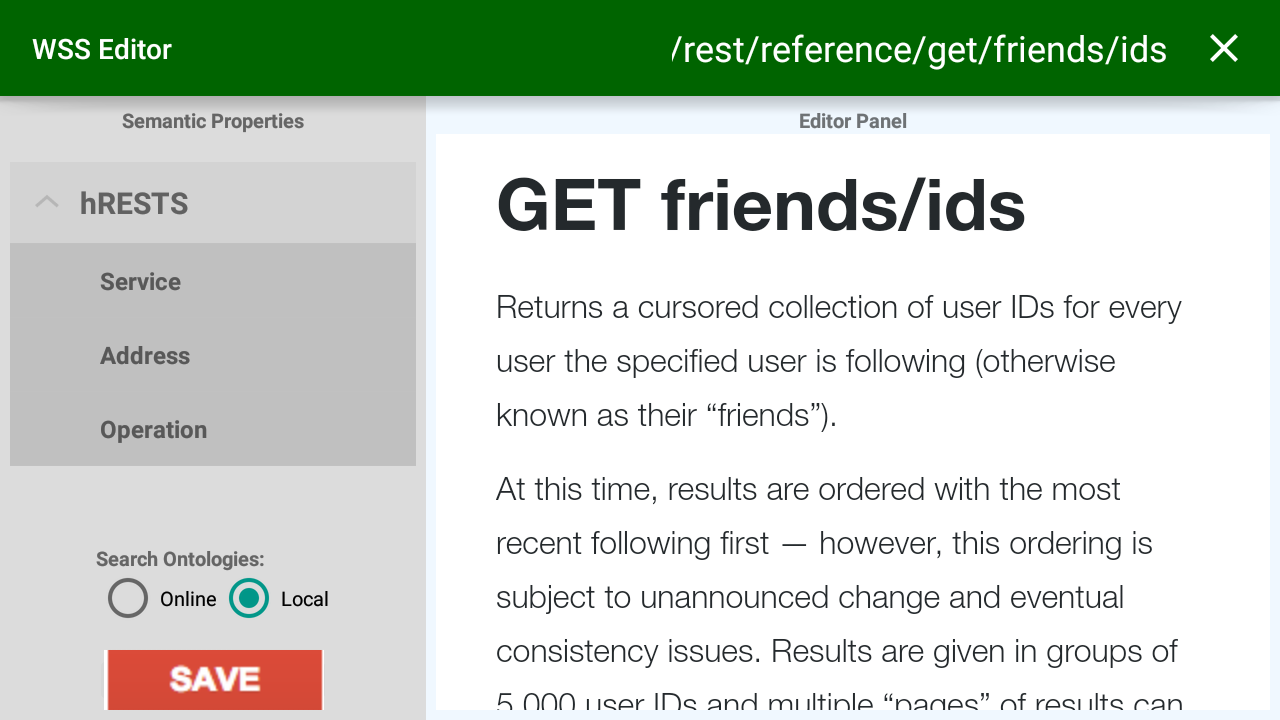 WSS Editor
/rest/reference/get/friends/ids
Semantic Properties
hRESTS
Service
Address
Operation
Search Ontologies:
Online
Local
SAVE
Editor Panel
GET friends/ids
Returns a cursored collection of user IDs for every
user the specified user is following (otherwise
known as their “friends”).
At this time, results are ordered with the most
recent following first — however, this ordering is
subject to unannounced change and eventual
consistency issues. Results are given in groups of
5,000 user IDs and multiple “pages” of results can